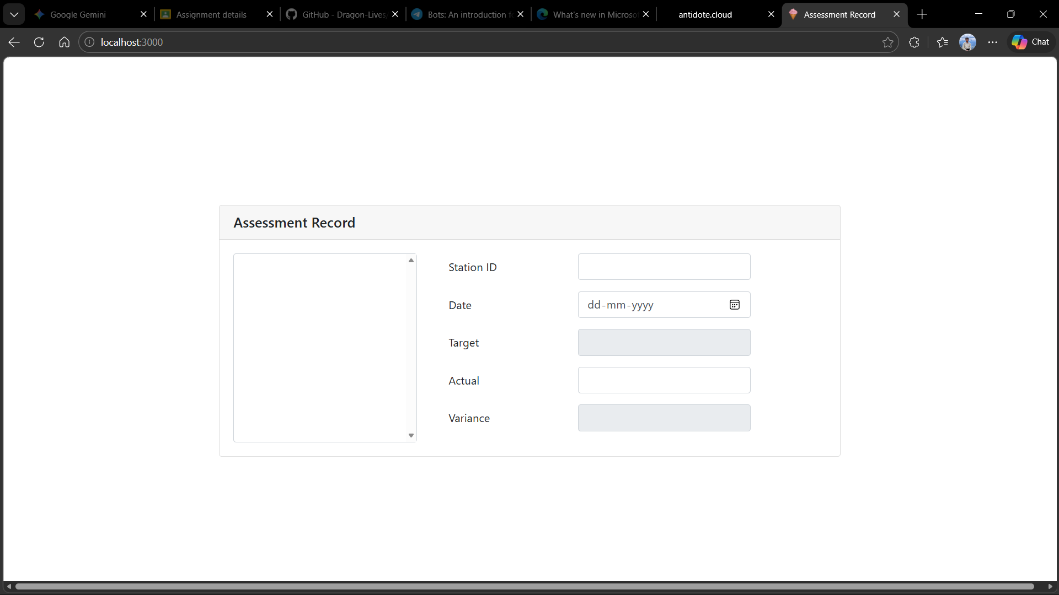 Google Gemini
Assignment details
GitHub - Dragon-Lives
Bots: An introduction f
What's new in Microso
antidote.cloud
Assessment Record
localhost:3000
Chat
Assessment Record
Station ID
Date
dd-mm-yyyy
Target
Actual
Variance